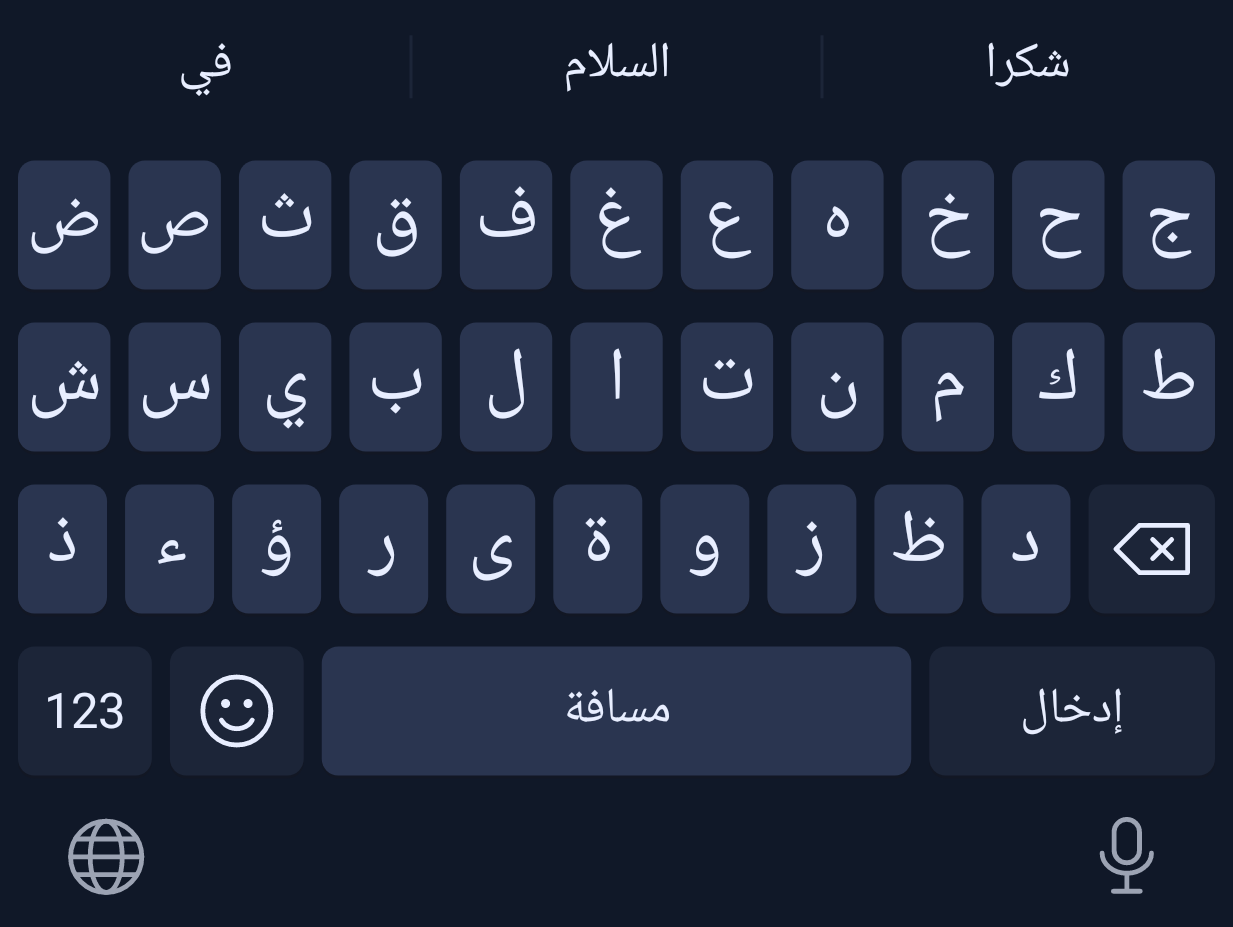 شكرا السلام في
ض ص ث ق ف غ ع ه خ ح ج
ش س ي ب ل ا ت ن م ك ط
ذ ء ؤ ر ى ة و ز ظ د
123 مسافة إدخال